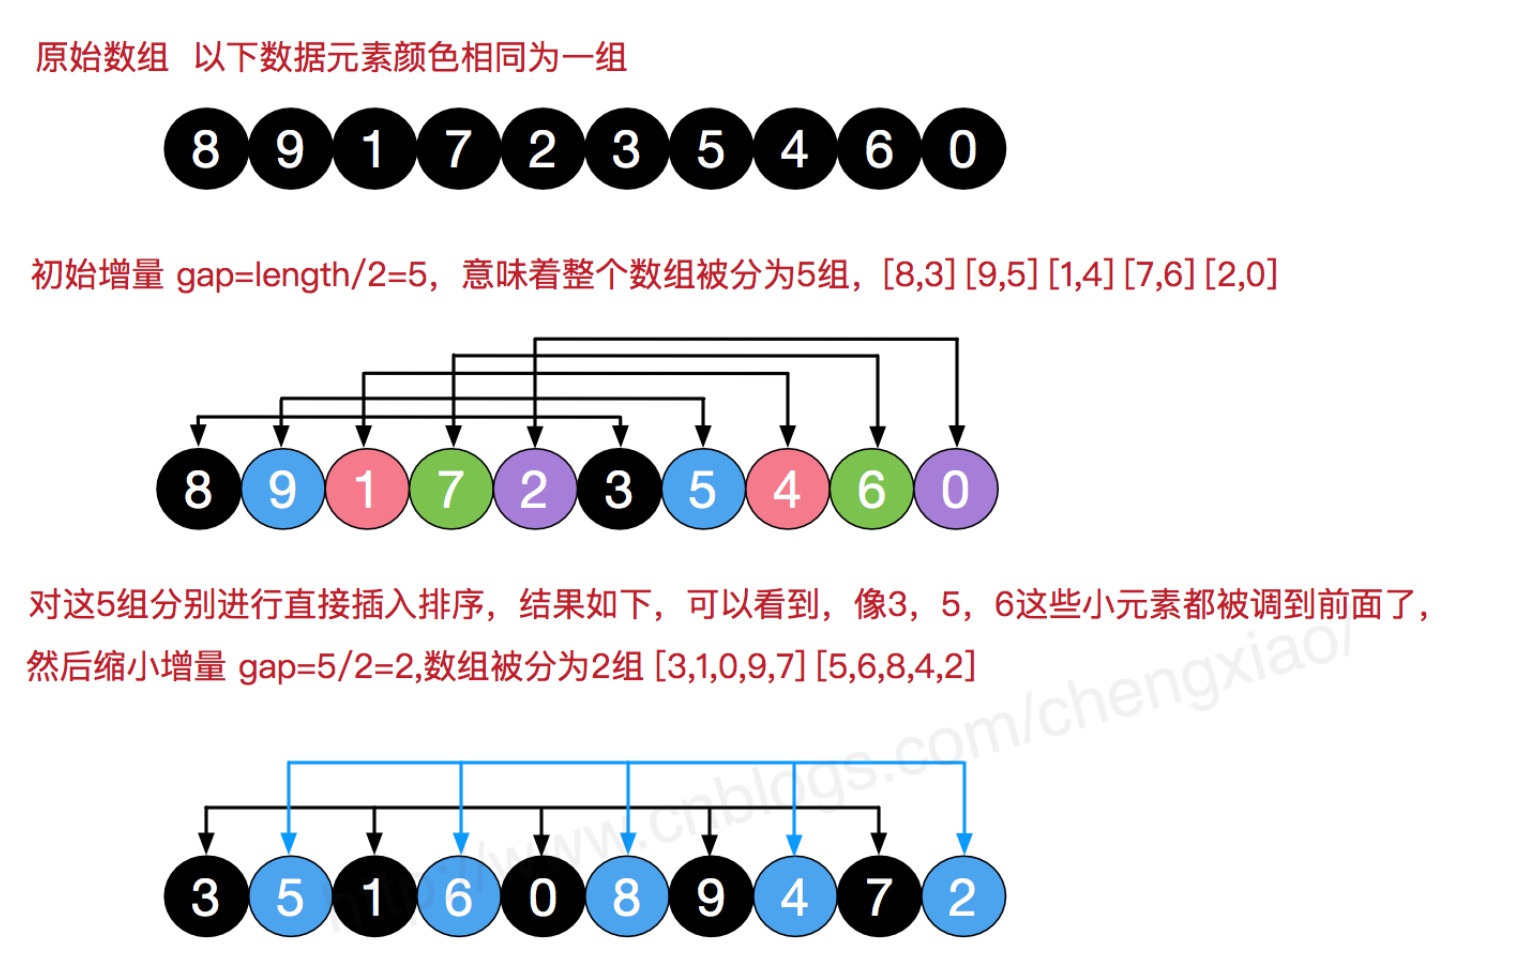 原始数组 以下数据元素颜色相同为一组
8 9 1 7 2 3 5 4 6 0
初始增量 gap=length/2=5，意味着整个数组被分为5组，[8,3] [9,5] [1,4] [7,6] [2,0]
8 9 1 7 2 3 5 4 6 0
对这5组分别进行直接插入排序，结果如下，可以看到，像3，5，6这些小元素都被调到前面了，
然后缩小增量 gap=5/2=2,数组被分为2组 [3,1,0,9,7] [5,6,8,4,2]
3 5 1 6 0 8 9 4 7 2
http://www.cnblogs.com/chengxiao/